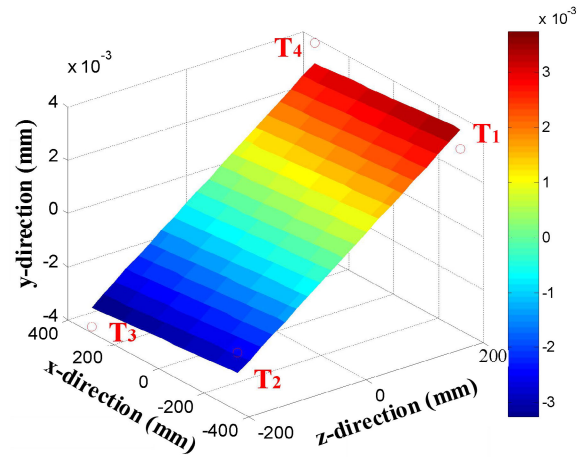 x 10⁻³
x 10⁻³
T4
T1
T3
T2
y-direction (mm)
4
2
0
-2
-4
x-direction (mm)
400
200
0
-200
-400
z-direction (mm)
-200
0
200
3
2
1
0
-1
-2
-3